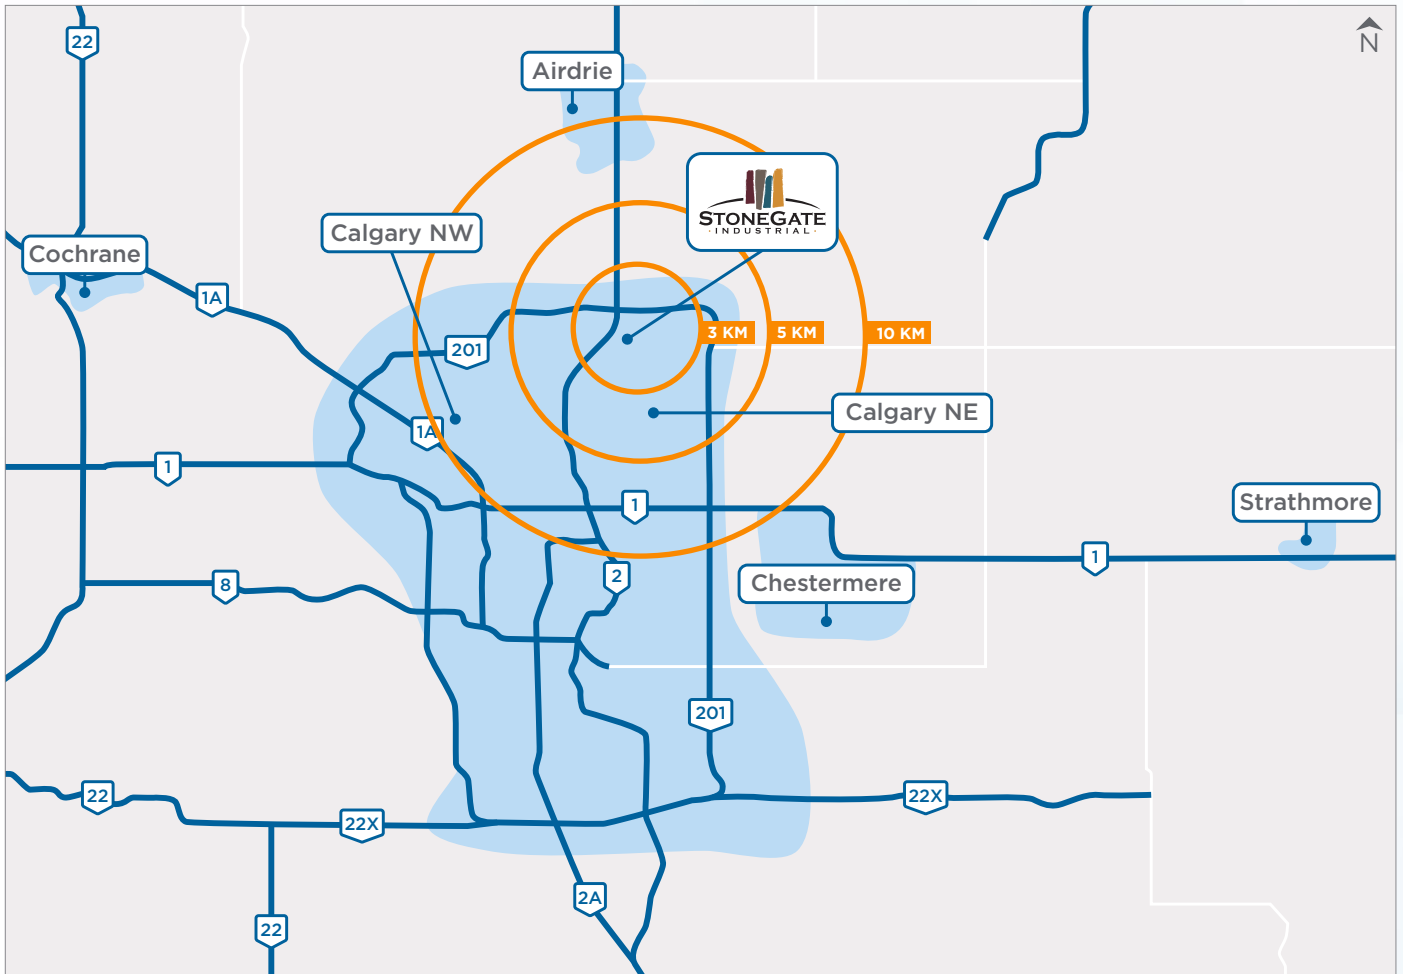 22
N
Airdrie
STONEGATE
·INDUSTRIAL·
Calgary NW
Cochrane
1A
201
3 KM
5 KM
10 KM
Calgary NE
1A
1
1
Strathmore
1
2
8
Chestermere
201
22
22X
22X
2A
22